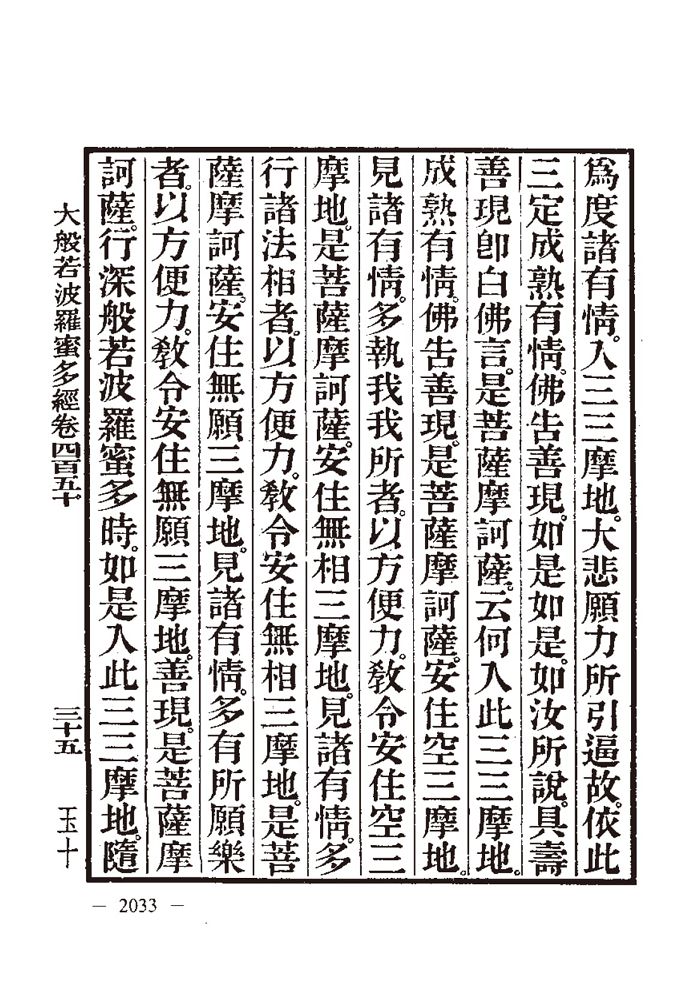 爲度諸有情。入三三摩地。大悲願力所引逼故。依此
三定成熟有情。佛告善現。如是如是。如汝所說。具壽
善現卽白佛言。是菩薩摩訶薩。云何入此三三摩地。
成熟有情。佛告善現。是菩薩摩訶薩。安住空三摩地。
見諸有情。多執我我所者。以方便力。敎令安住空三
摩地。是菩薩摩訶薩。安住無相三摩地。見諸有情。多
行諸法相者。以方便力。敎令安住無相三摩地。是菩
薩摩訶薩。安住無願三摩地。見諸有情。多有所願樂
者。以方便力。敎令安住無願三摩地。善現。是菩薩摩
訶薩。行深般若波羅蜜多時。如是入此三三摩地。隨
大般若波羅蜜多經卷四百五十
三十五
玉十
— 2033 —